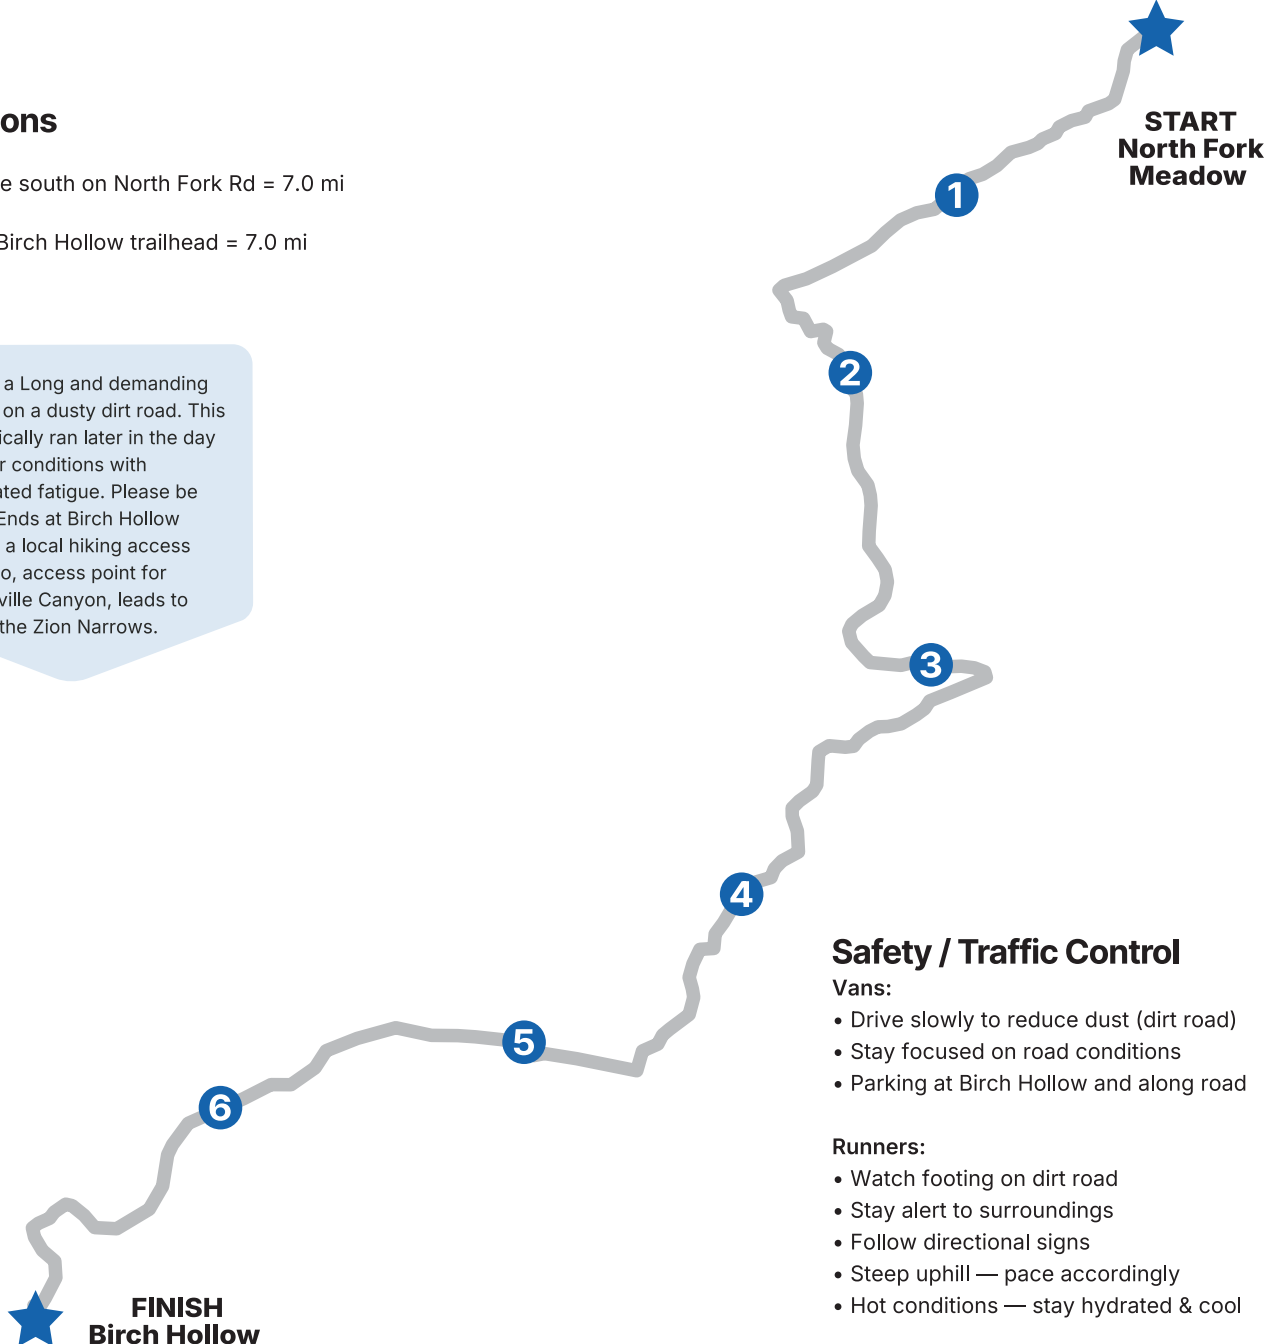 ons
e south on North Fork Rd = 7.0 mi
Birch Hollow trailhead = 7.0 mi
a Long and demanding
on a dusty dirt road. This
ically ran later in the day
r conditions with
ated fatigue. Please be
Ends at Birch Hollow
a local hiking access
o, access point for
ville Canyon, leads to
the Zion Narrows.
START
North Fork
Meadow
1
2
3
4
5
6
FINISH
Birch Hollow
Safety / Traffic Control
Vans:
• Drive slowly to reduce dust (dirt road)
• Stay focused on road conditions
• Parking at Birch Hollow and along road
Runners:
• Watch footing on dirt road
• Stay alert to surroundings
• Follow directional signs
• Steep uphill — pace accordingly
• Hot conditions — stay hydrated & cool